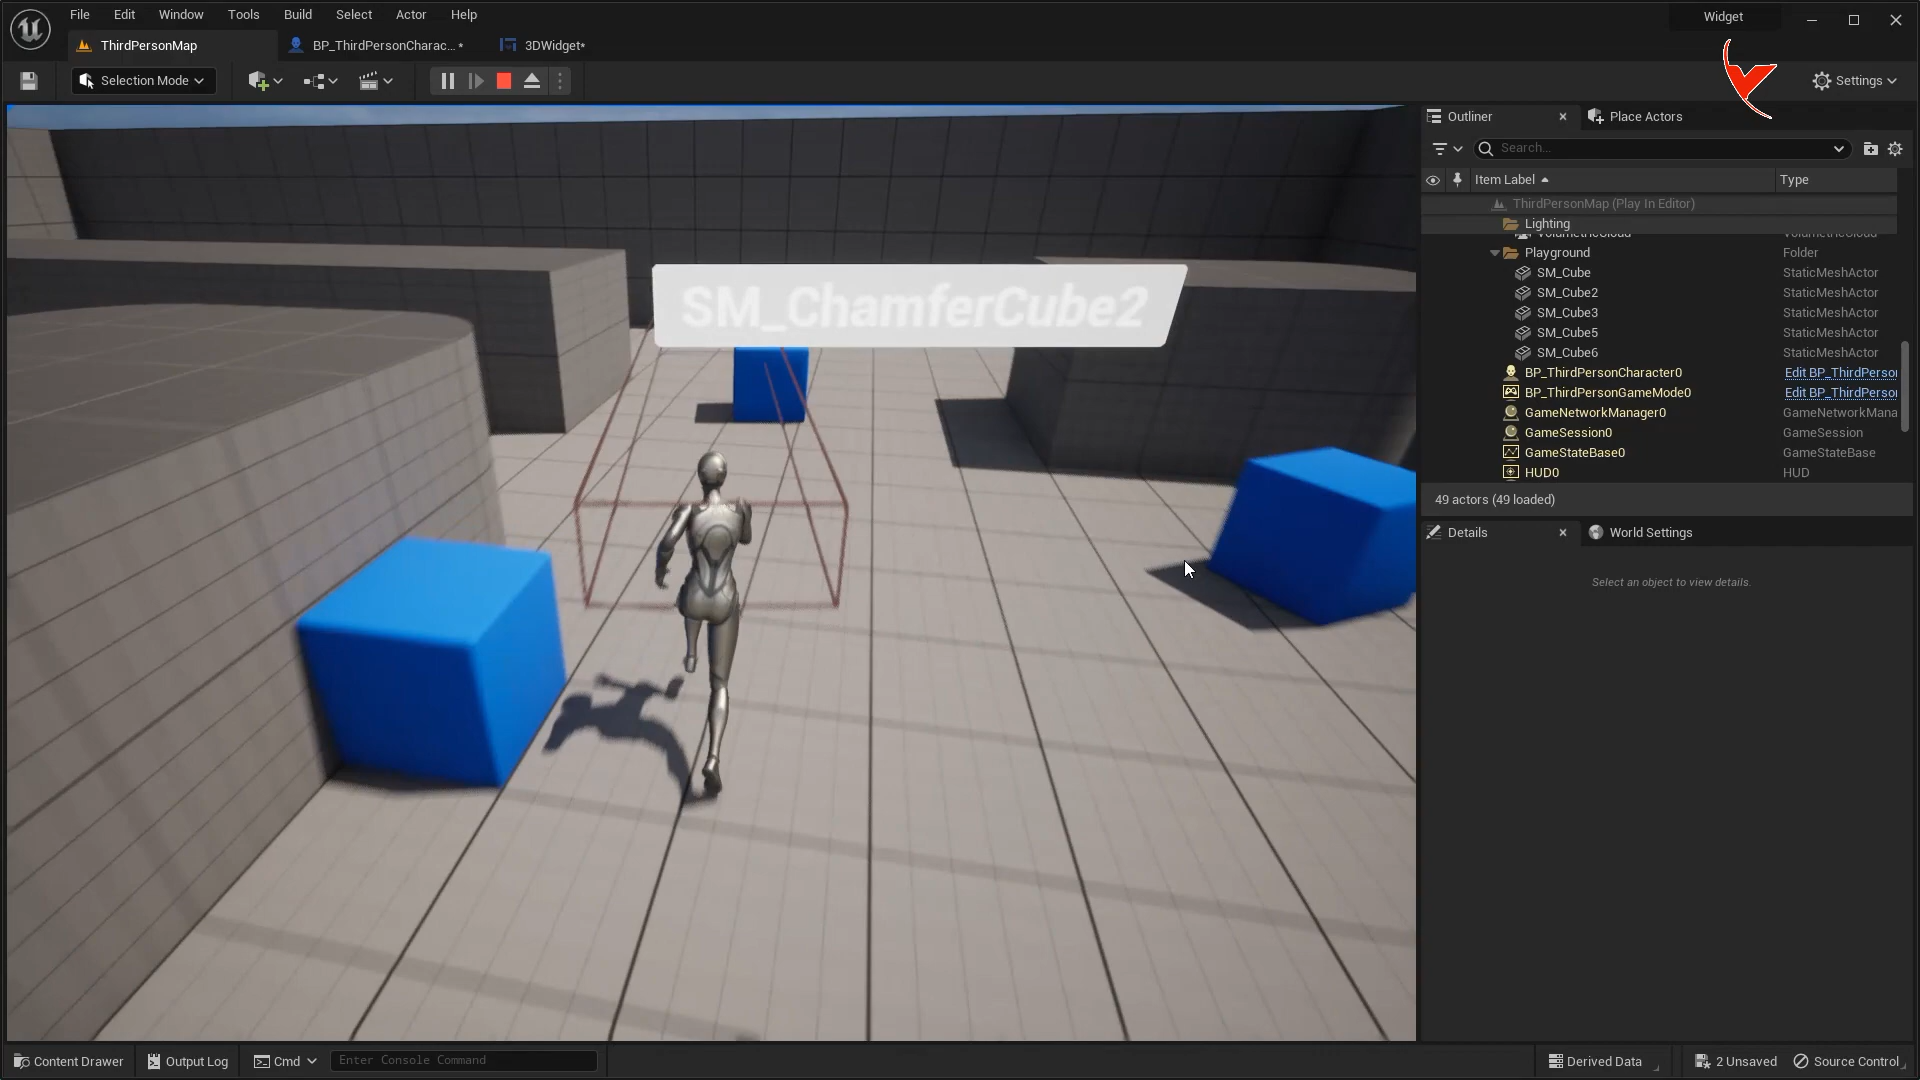 File Edit Window Tools Build Select Actor Help
Widget
ThirdPersonMap
BP_ThirdPersonCharac... *
3DWidget*
Selection Mode
Settings
Outliner
Place Actors
Search...
Item Label
Type
ThirdPersonMap (Play In Editor)
Lighting
VolumetricCloud VolumetricCloud
Playground Folder
SM_Cube StaticMeshActor
SM_Cube2 StaticMeshActor
SM_Cube3 StaticMeshActor
SM_Cube5 StaticMeshActor
SM_Cube6 StaticMeshActor
BP_ThirdPersonCharacter0 Edit BP_ThirdPerso
BP_ThirdPersonGameMode0 Edit BP_ThirdPerso
GameNetworkManager0 GameNetworkMana
GameSession0 GameSession
GameStateBase0 GameStateBase
HUD0 HUD
49 actors (49 loaded)
SM_ChamferCube2
Details
World Settings
Select an object to view details.
Content Drawer
Output Log
Cmd
Enter Console Command
Derived Data
2 Unsaved
Source Control